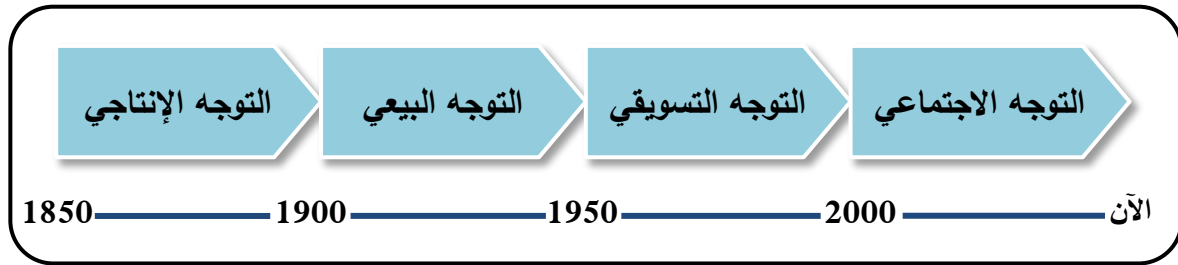 التوجه الإنتاجي التوجه البيعي التوجه التسويقي التوجه الاجتماعي
1850 1900 1950 2000 الآن